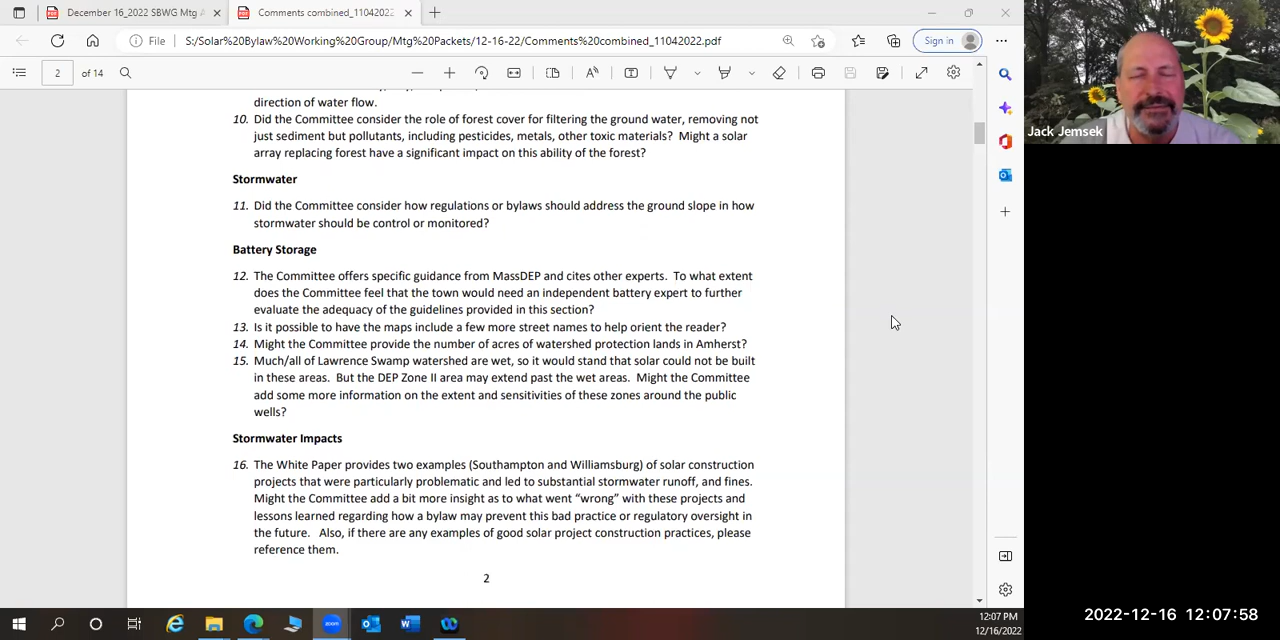 December 16_2022 SBWG Mtg A
Comments combined_11042022
File
S:/Solar%20Bylaw%20Working%20Group/Mtg%20Packets/12-16-22/Comments%20combined_11042022.pdf
Sign in
2
of 14
direction of water flow.
10. Did the Committee consider the role of forest cover for filtering the ground water, removing not
just sediment but pollutants, including pesticides, metals, other toxic materials? Might a solar
array replacing forest have a significant impact on this ability of the forest?
Stormwater
11. Did the Committee consider how regulations or bylaws should address the ground slope in how
stormwater should be control or monitored?
Battery Storage
12. The Committee offers specific guidance from MassDEP and cites other experts. To what extent
does the Committee feel that the town would need an independent battery expert to further
evaluate the adequacy of the guidelines provided in this section?
13. Is it possible to have the maps include a few more street names to help orient the reader?
14. Might the Committee provide the number of acres of watershed protection lands in Amherst?
15. Much/all of Lawrence Swamp watershed are wet, so it would stand that solar could not be built
in these areas. But the DEP Zone II area may extend past the wet areas. Might the Committee
add some more information on the extent and sensitivities of these zones around the public
wells?
Stormwater Impacts
16. The White Paper provides two examples (Southampton and Williamsburg) of solar construction
projects that were particularly problematic and led to substantial stormwater runoff, and fines.
Might the Committee add a bit more insight as to what went “wrong” with these projects and
lessons learned regarding how a bylaw may prevent this bad practice or regulatory oversight in
the future. Also, if there are any examples of good solar project construction practices, please
reference them.
2
Jack Jemsek
zoom
12:07 PM
12/16/2022
2022-12-16 12:07:58